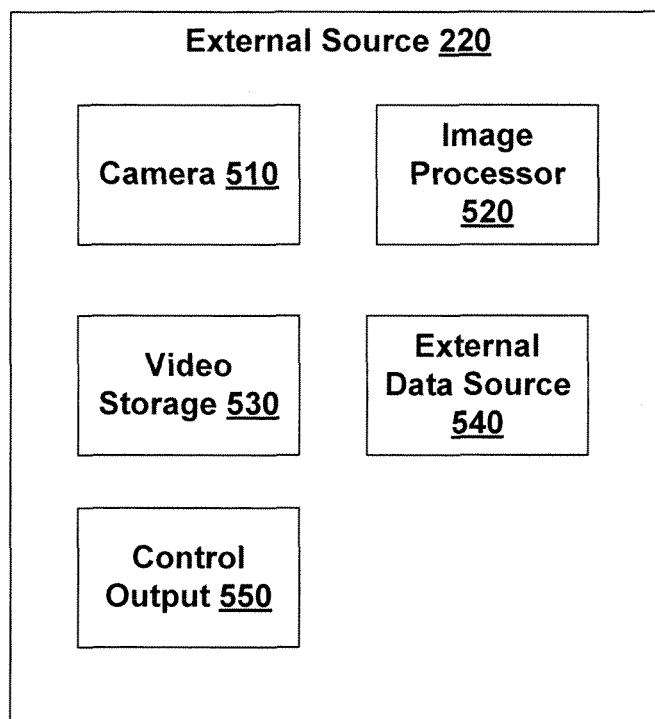 External Source 220
Camera 510
Image
Processor
520
Video
Storage 530
External
Data Source
540
Control
Output 550